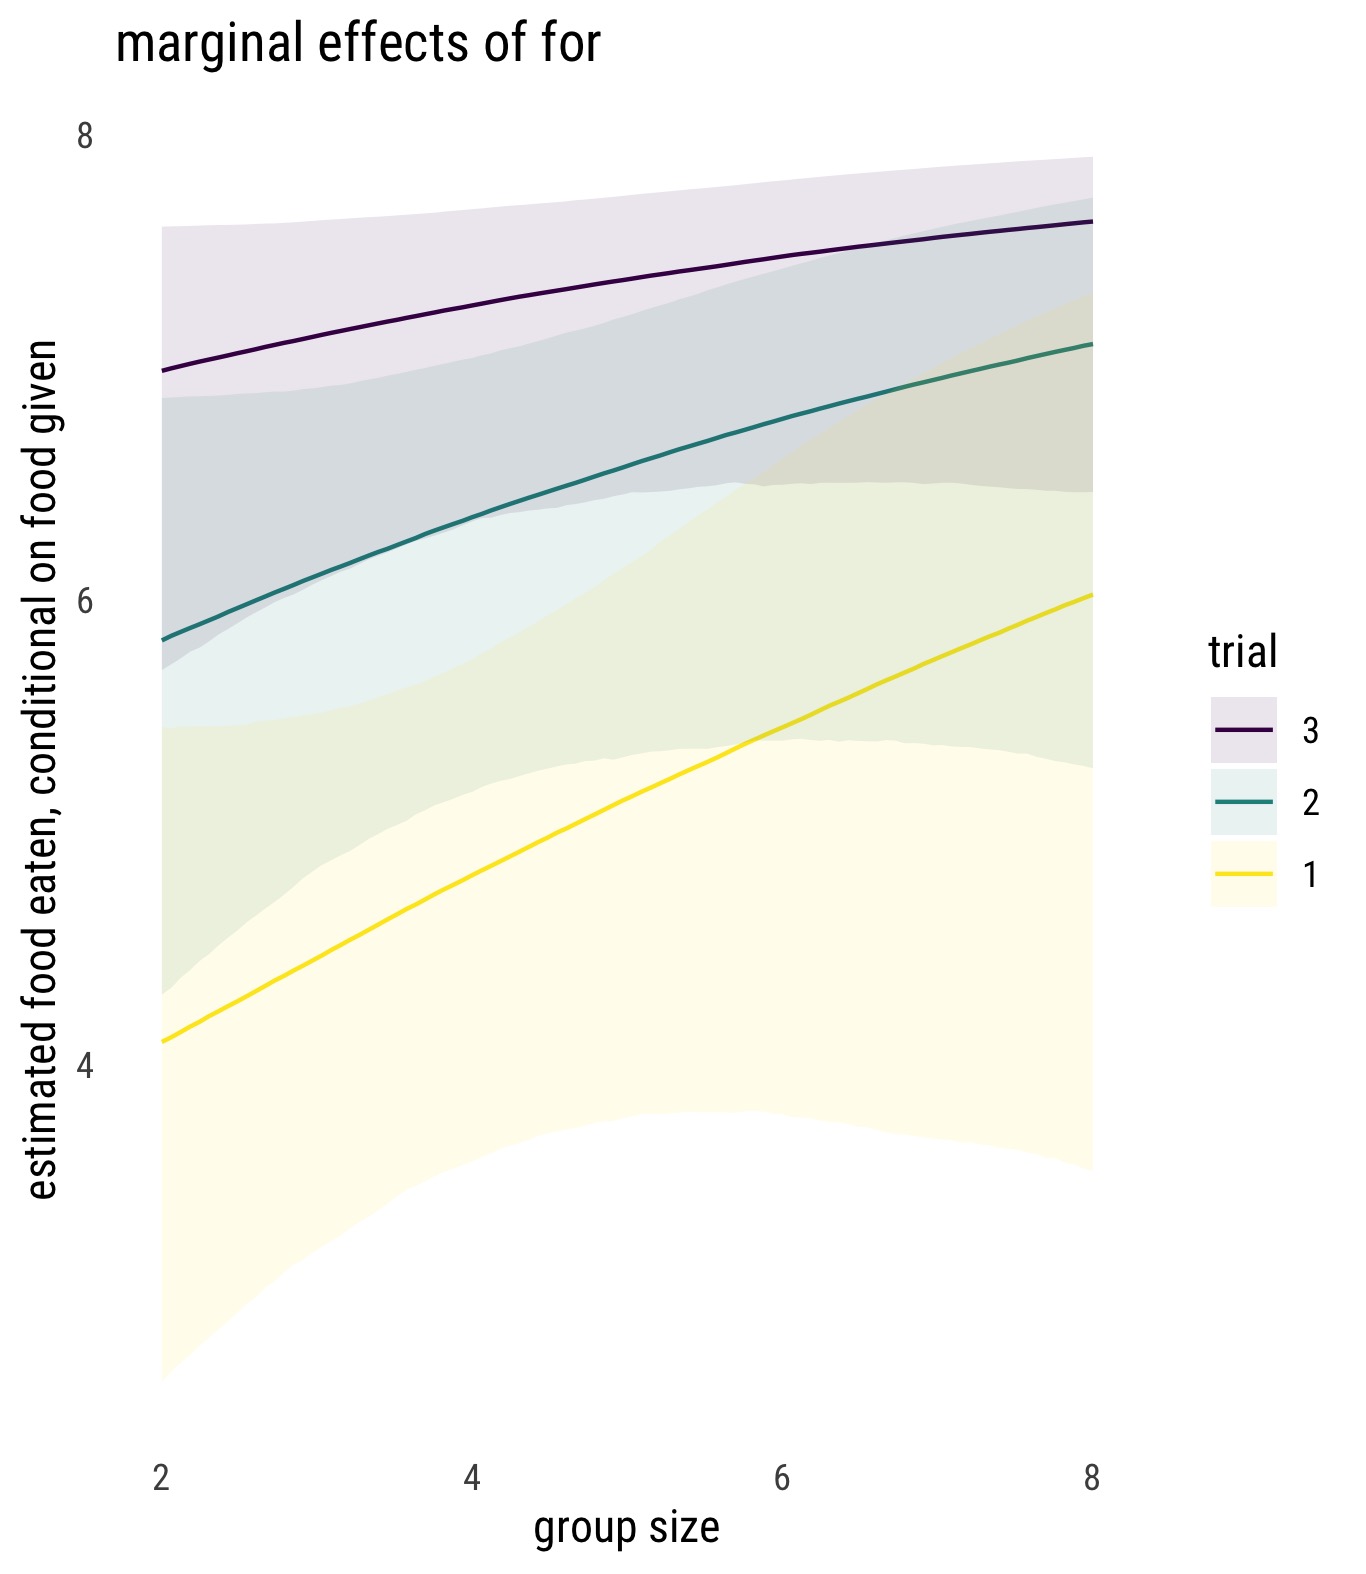 marginal effects of for
8
6
4
estimated food eaten, conditional on food given
2
4
6
8
group size
trial
3
2
1